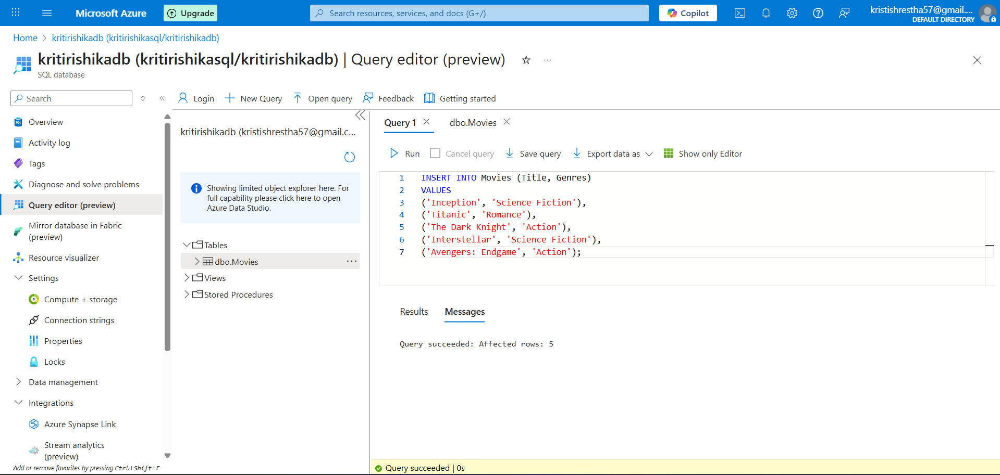 Microsoft Azure
Upgrade
Search resources, services, and docs (G+/)
Copilot
kristishrestha57@gmail....
DEFAULT DIRECTORY
Home > kritirishikadb (kritirishikasql/kritirishikadb)
kritirishikadb (kritirishikasql/kritirishikadb) | Query editor (preview)
SQL database
Search
Login
New Query
Open query
Feedback
Getting started
Overview
Activity log
Tags
Diagnose and solve problems
Query editor (preview)
Mirror database in Fabric
(preview)
Resource visualizer
Settings
Compute + storage
Connection strings
Properties
Locks
Data management
Integrations
Azure Synapse Link
Stream analytics
(preview)
Add or remove favorites by pressing Ctrl+Shift+F
kritirishikadb (kristishrestha57@gmail.c...
Showing limited object explorer here. For
full capability please click here to open
Azure Data Studio.
Tables
dbo.Movies
Views
Stored Procedures
Query 1
dbo.Movies
Run
Cancel query
Save query
Export data as
Show only Editor
1 INSERT INTO Movies (Title, Genres)
2 VALUES
3 ('Inception', 'Science Fiction'),
4 ('Titanic', 'Romance'),
5 ('The Dark Knight', 'Action'),
6 ('Interstellar', 'Science Fiction'),
7 ('Avengers: Endgame', 'Action');
Results
Messages
Query succeeded: Affected rows: 5
Query succeeded | 0s